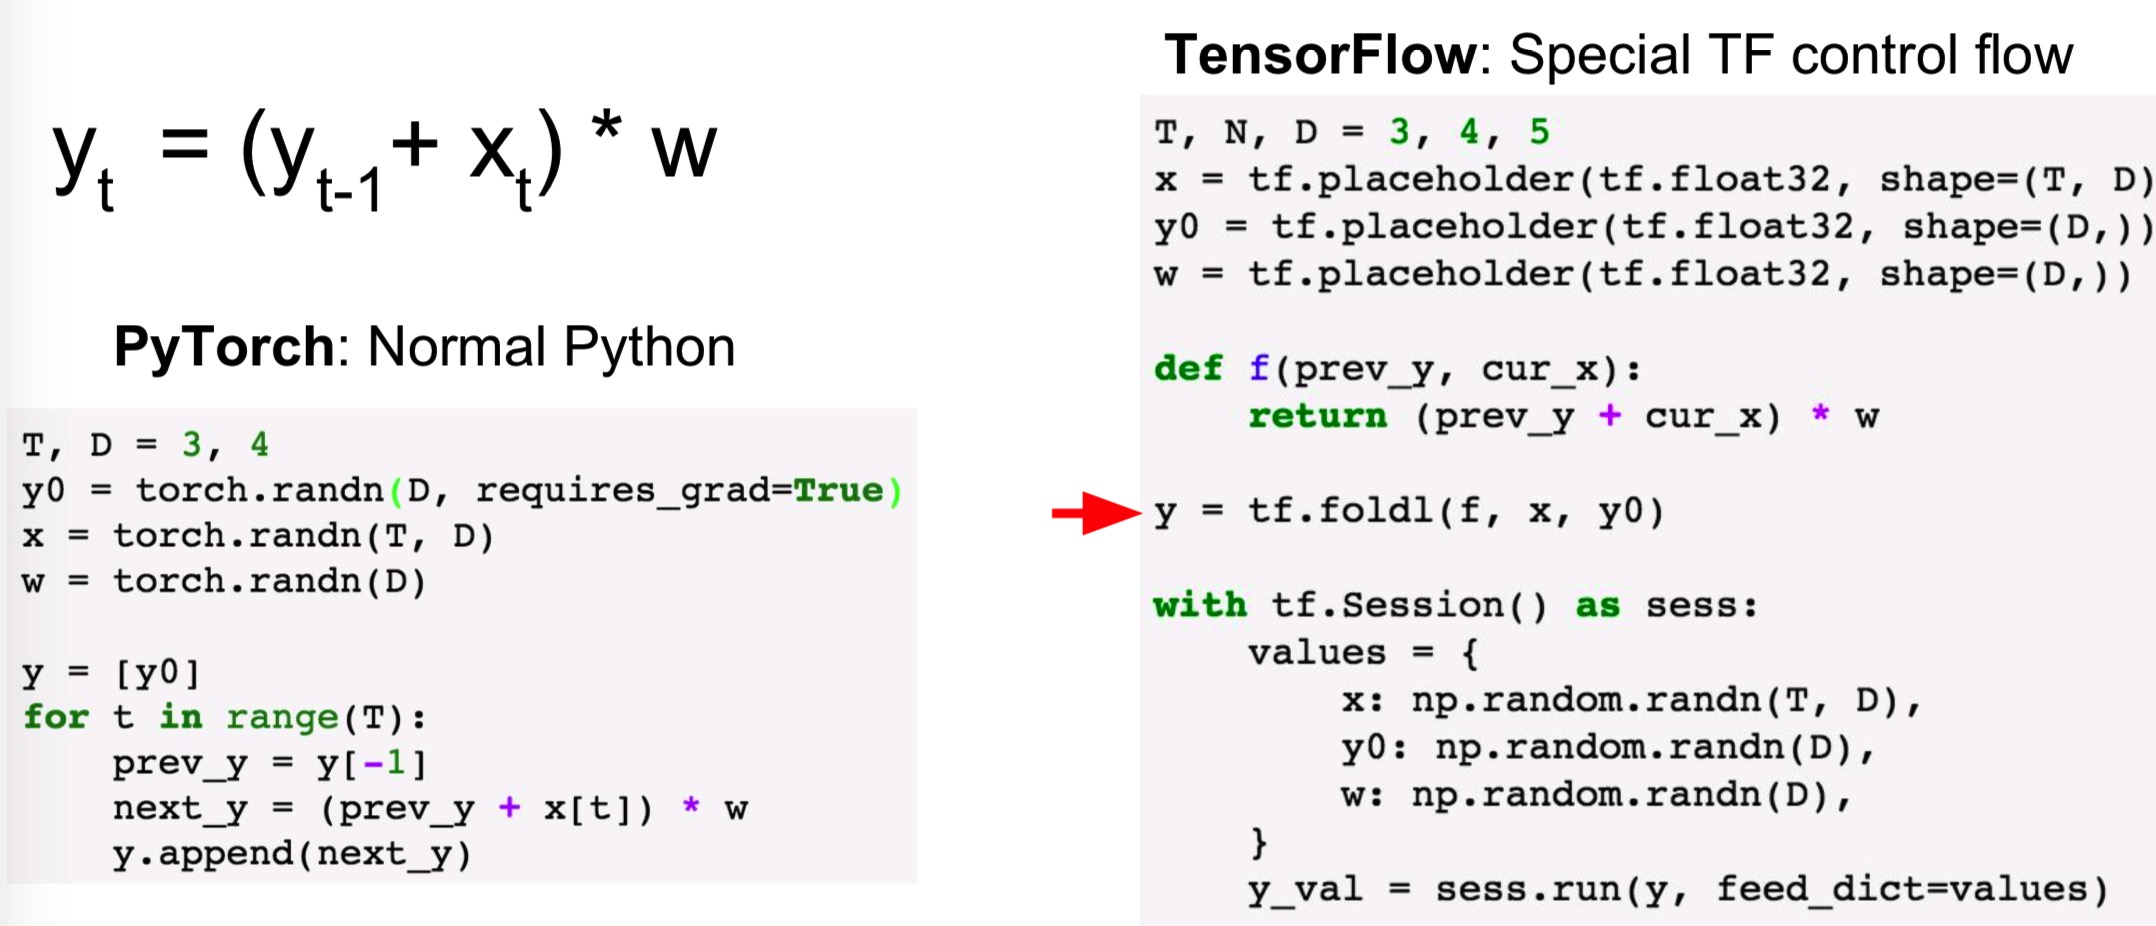 y_t = (y_{t-1} + x_t) * w
PyTorch: Normal Python
T, D = 3, 4
y0 = torch.randn(D, requires_grad=True)
x = torch.randn(T, D)
w = torch.randn(D)
y = [y0]
for t in range(T):
    prev_y = y[-1]
    next_y = (prev_y + x[t]) * w
    y.append(next_y)
TensorFlow: Special TF control flow
T, N, D = 3, 4, 5
x = tf.placeholder(tf.float32, shape=(T, D)
y0 = tf.placeholder(tf.float32, shape=(D,))
w = tf.placeholder(tf.float32, shape=(D,))
def f(prev_y, cur_x):
    return (prev_y + cur_x) * w
y = tf.foldl(f, x, y0)
with tf.Session() as sess:
    values = {
        x: np.random.randn(T, D),
        y0: np.random.randn(D),
        w: np.random.randn(D),
    }
    y_val = sess.run(y, feed_dict=values)